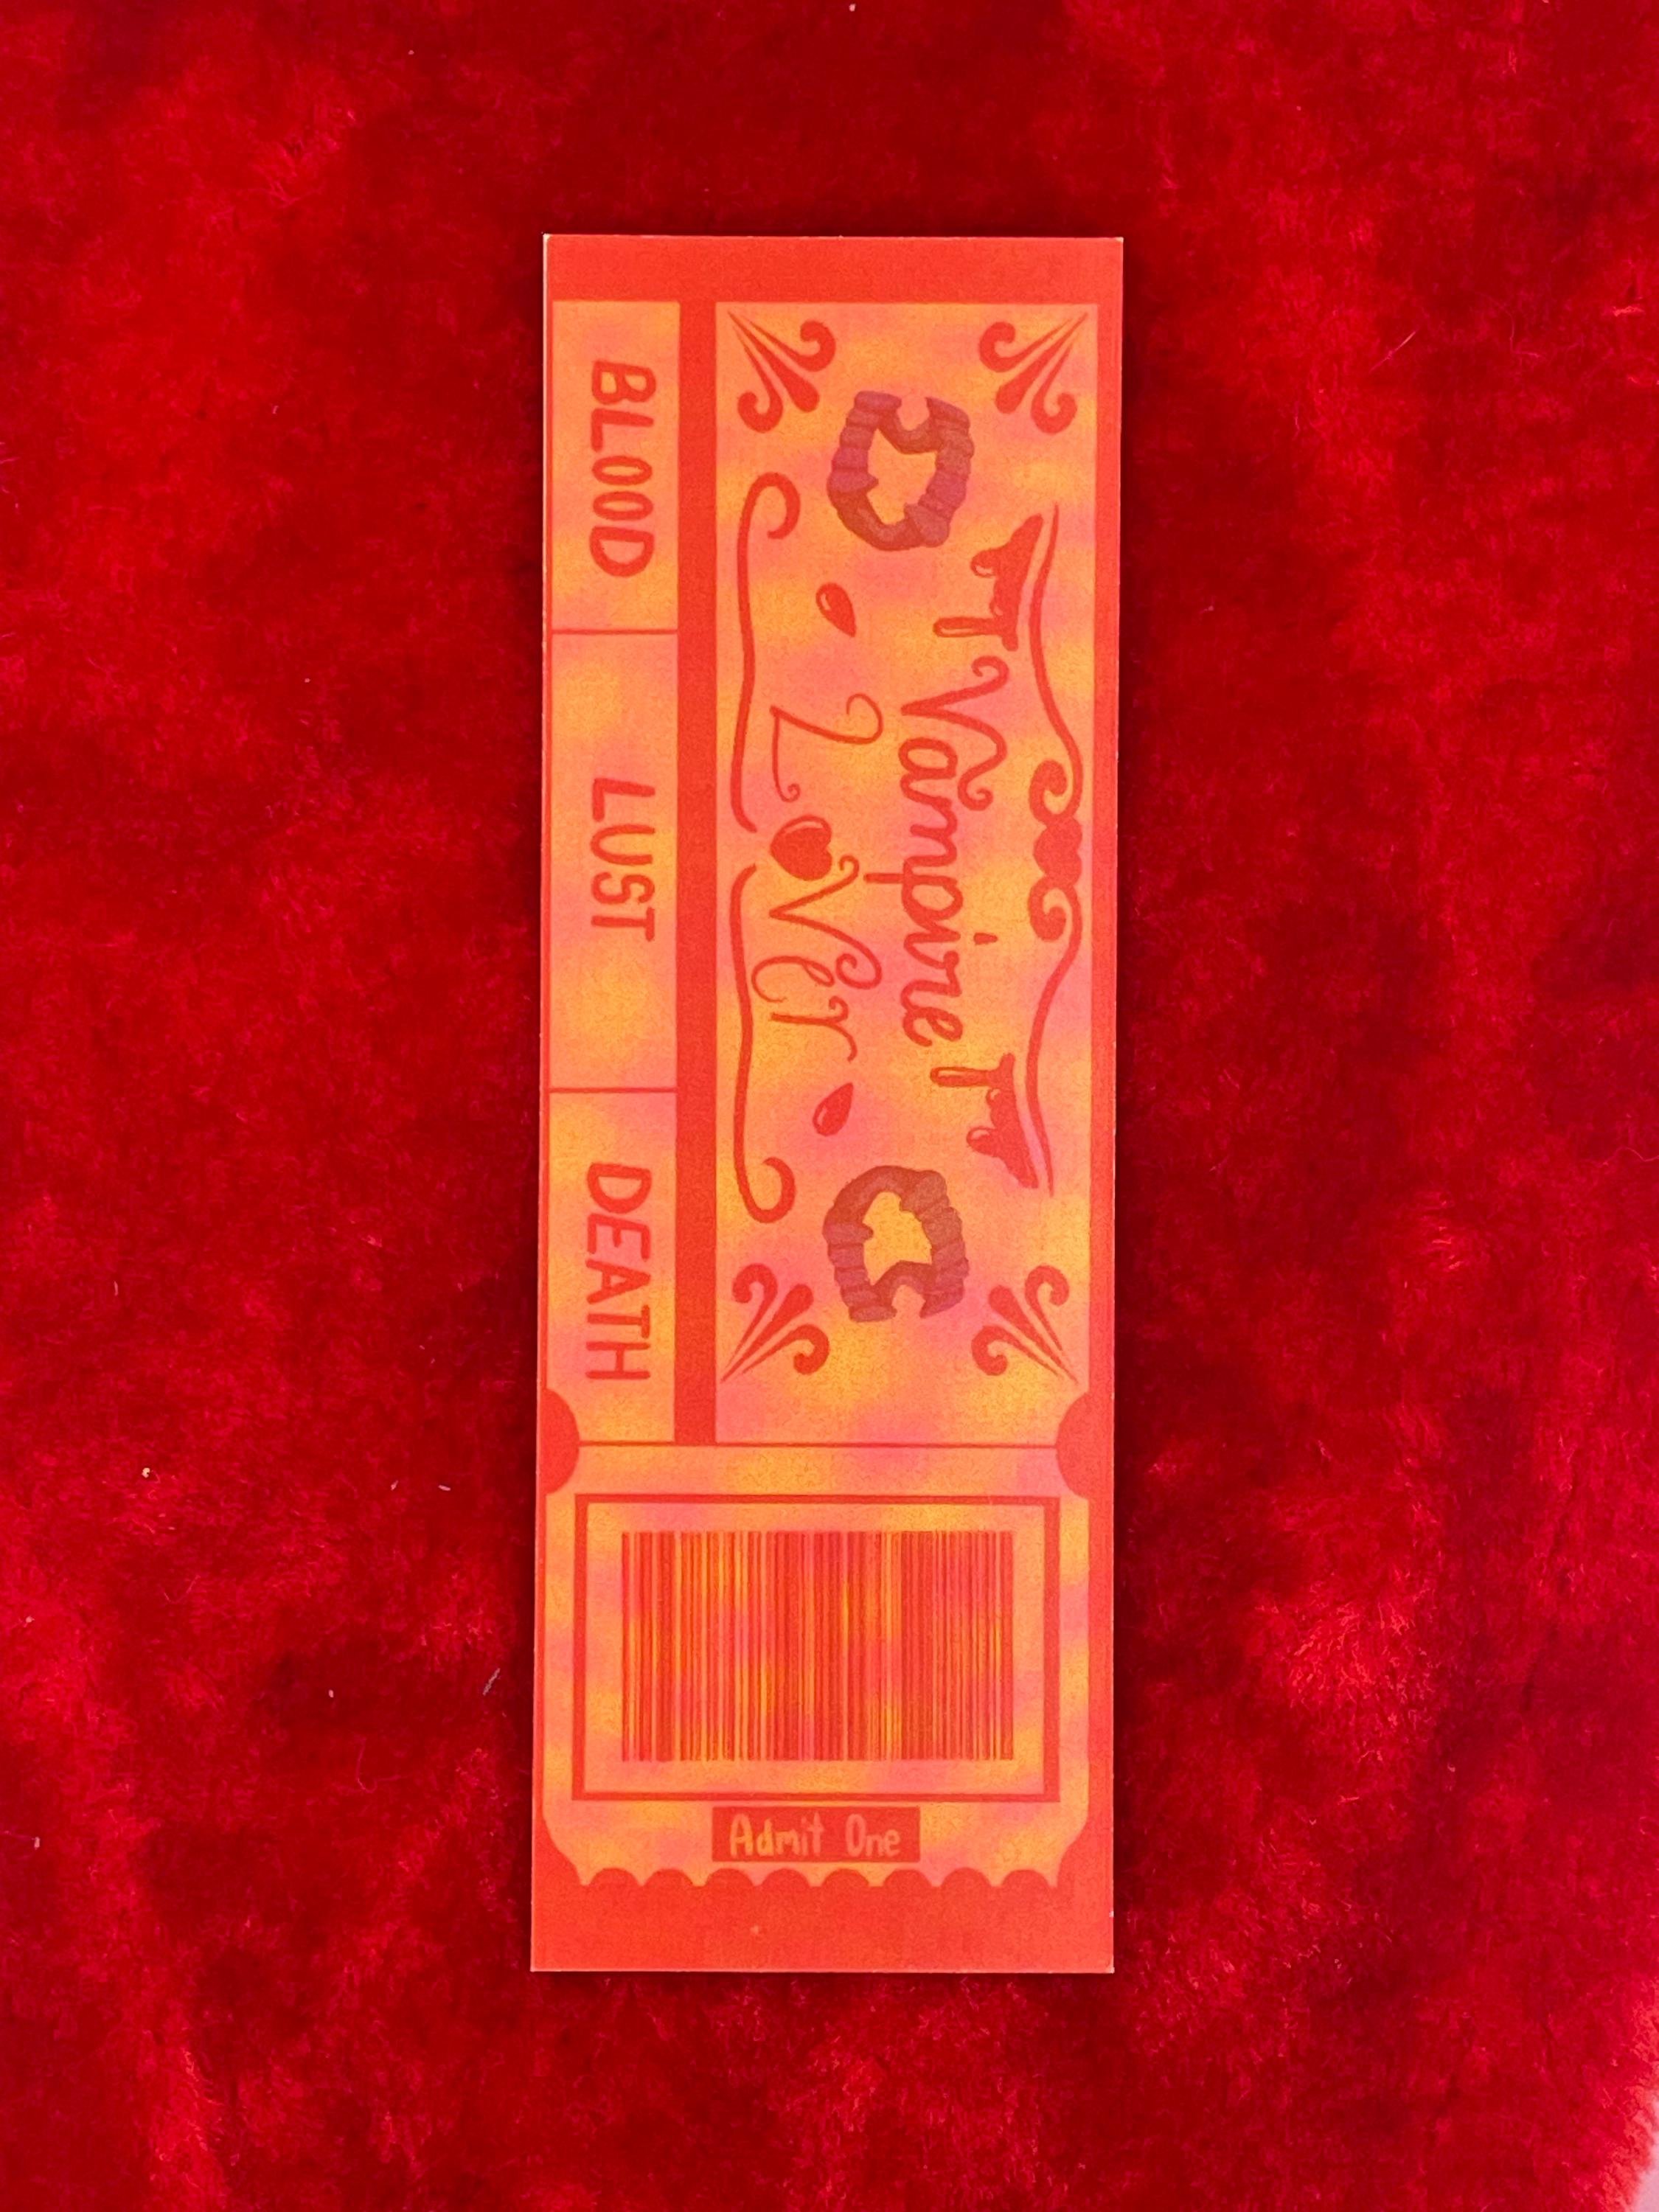 Vampire
Lover
BLOOD LUST DEATH
Admit One